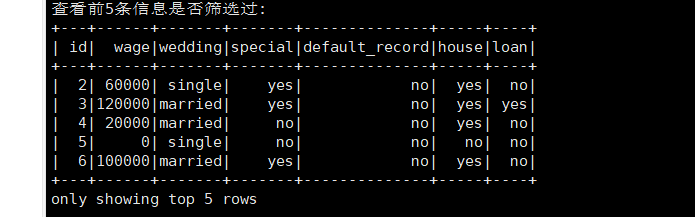 查看前5条信息是否筛选过:
+---+------+-------+-------+--------------+-----+----+
| id|  wage|wedding|special|default_record|house|loan|
+---+------+-------+-------+--------------+-----+----+
|  2| 60000| single|    yes|            no|  yes|  no|
|  3|120000|married|    yes|            no|  yes| yes|
|  4| 20000|married|     no|            no|  yes|  no|
|  5|     0| single|     no|            no|   no|  no|
|  6|100000|married|    yes|            no|  yes|  no|
+---+------+-------+-------+--------------+-----+----+
only showing top 5 rows